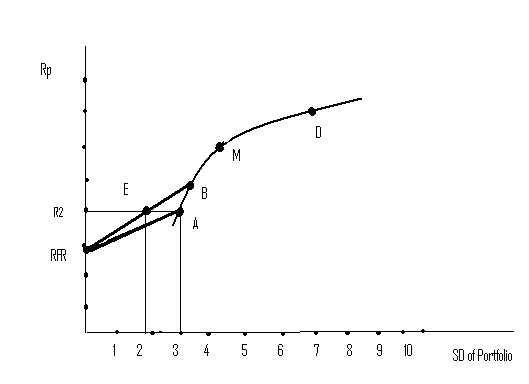 Rp
D
M
E
B
R2
A
RFR
1 2 3 4 5 6 7 8 9 10
SD of Portfolio